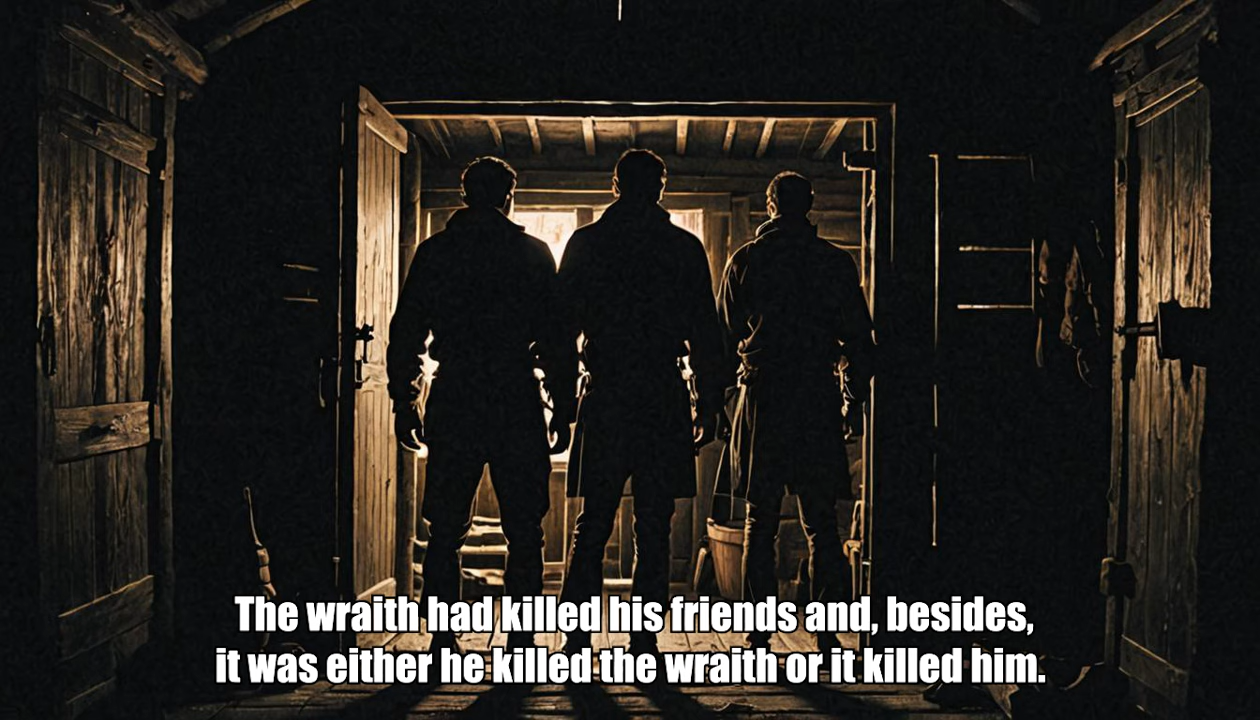 The wraith had killed his friends and, besides,
it was either he killed the wraith or it killed him.